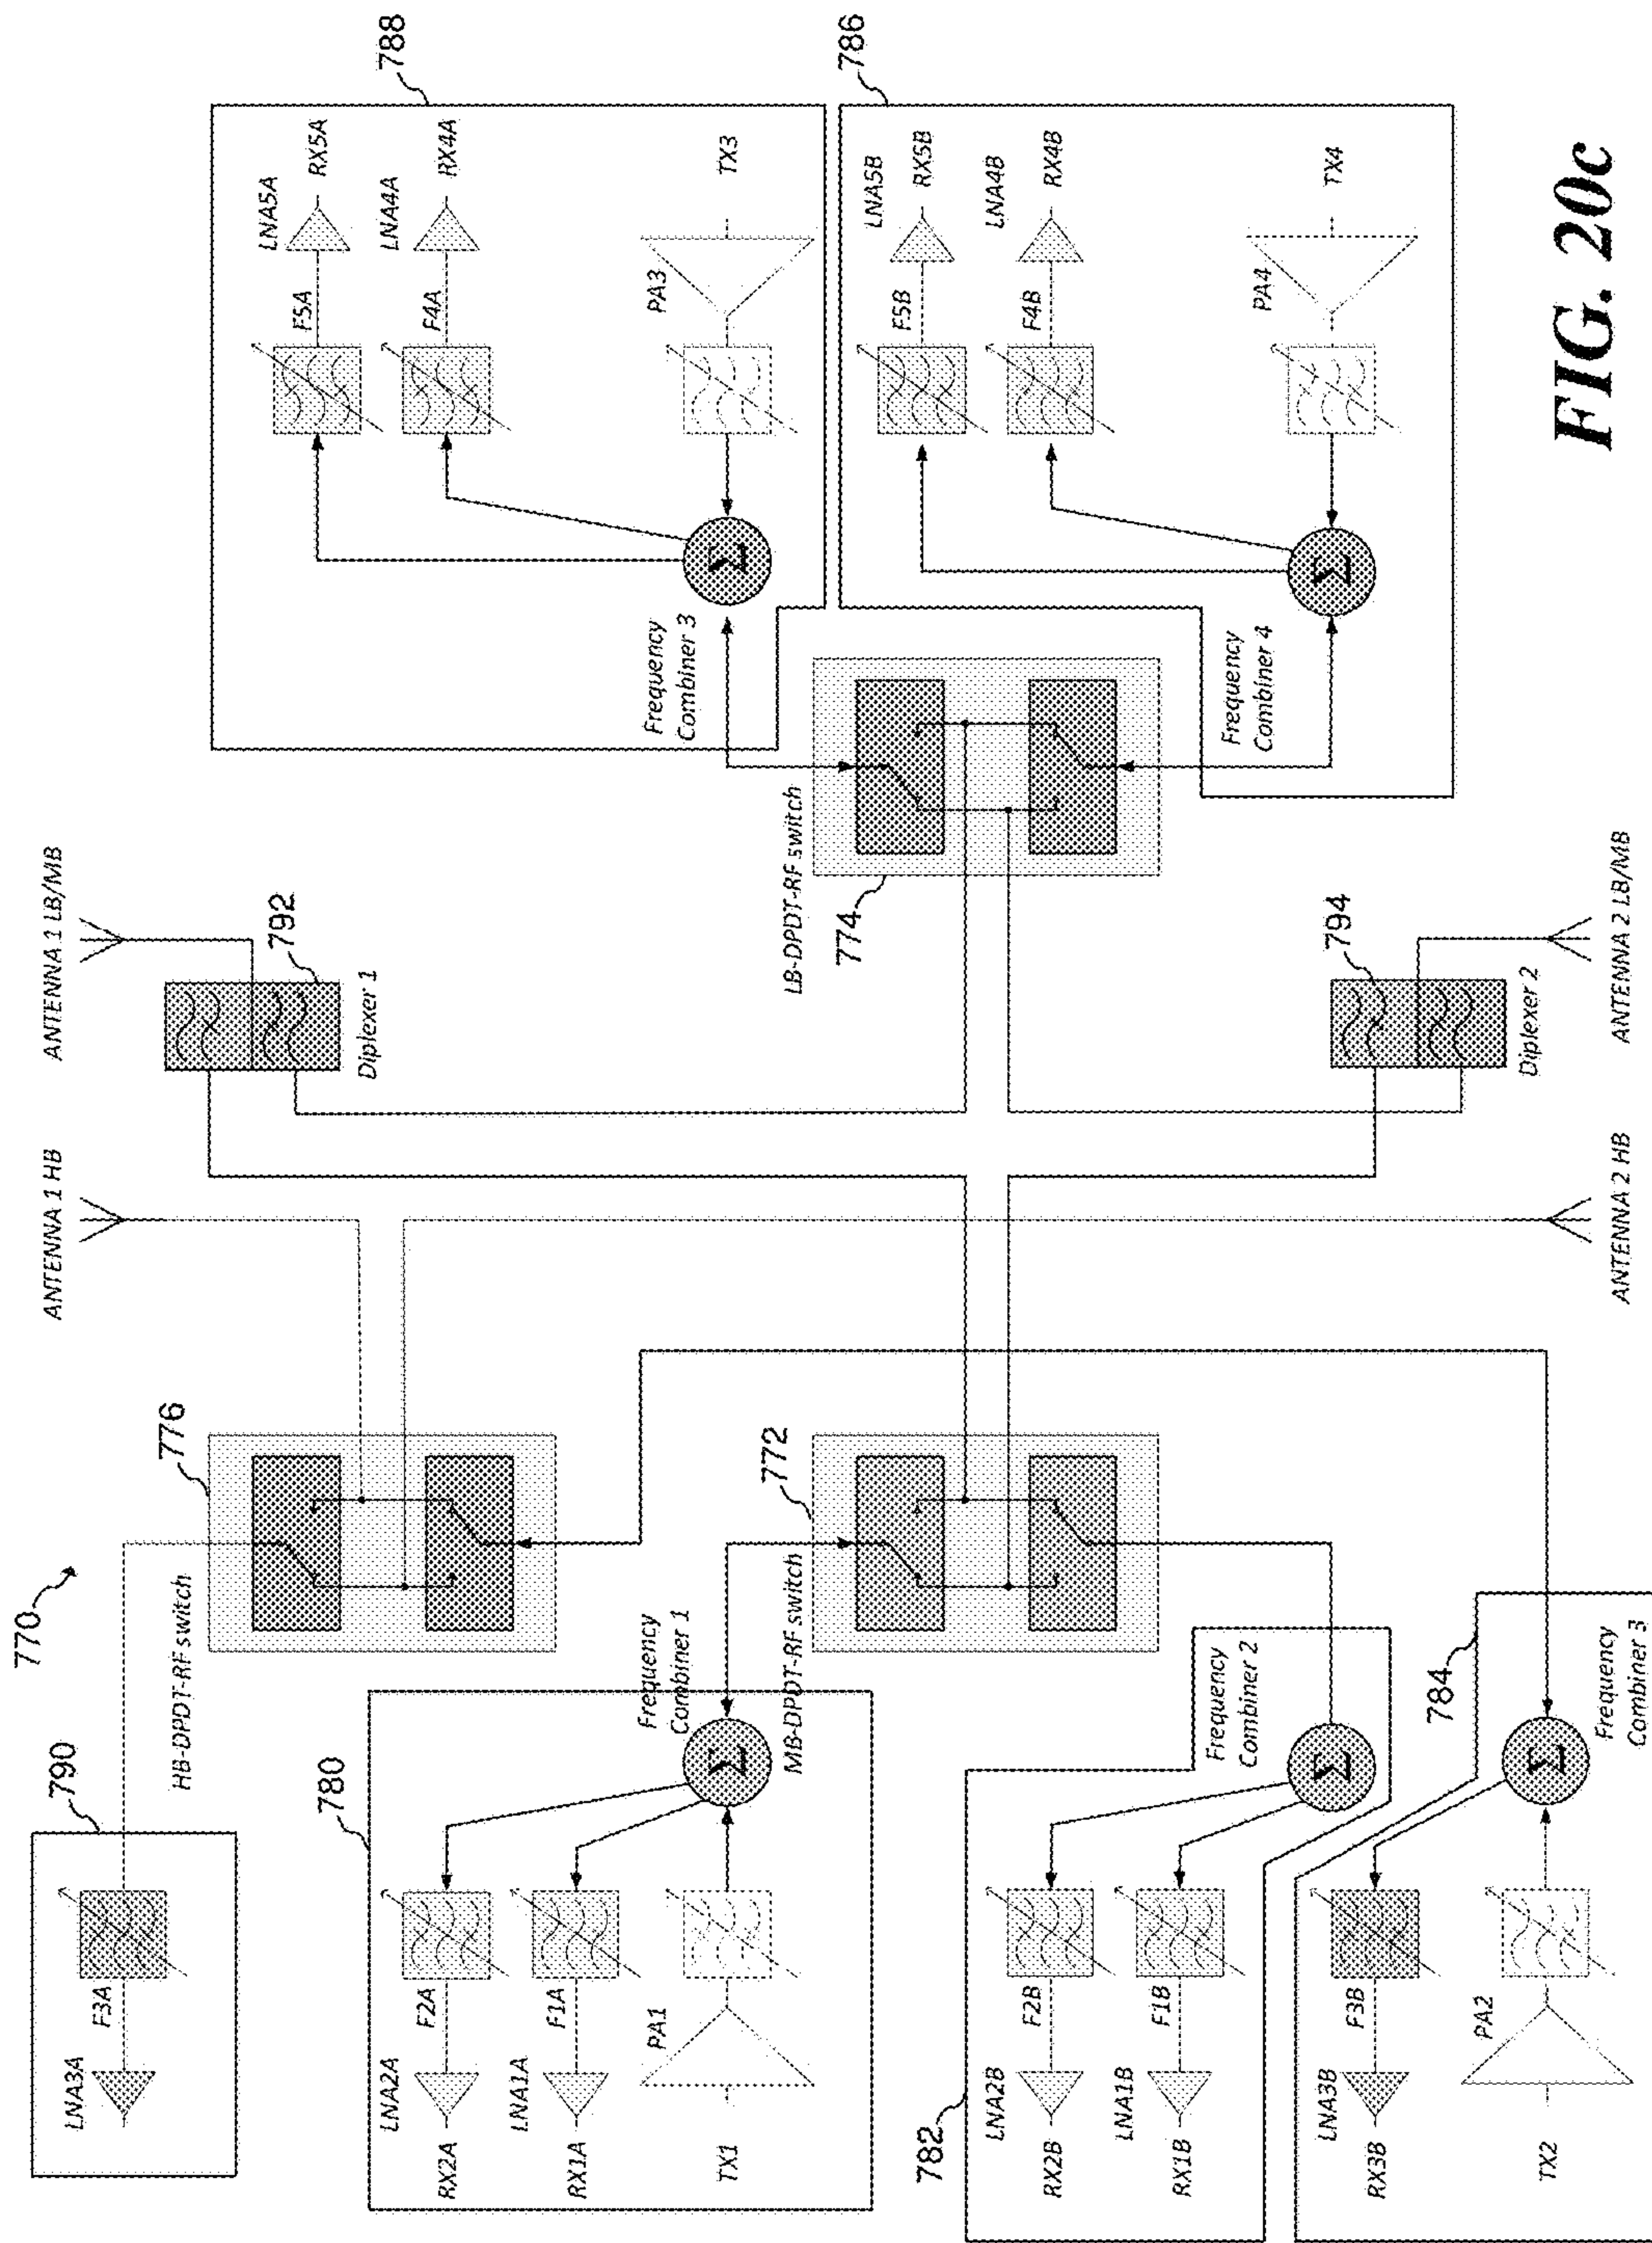 770
790
LNA3A
F3A
HB-DPDT-RF switch
776
ANTENNA 1 HB
ANTENNA 1 LB/MB
792
Diplexer 1
788
LNA5A
RX5A
F5A
LNA4A
RX4A
F4A
PA3
TX3
Frequency
Combiner 3
Σ
780
LNA2A
RX2A
F2A
LNA1A
RX1A
F1A
PA1
TX1
Frequency
Combiner 1
Σ
MB-DPDT-RF switch
772
LB-DPDT-RF switch
774
786
LNA5B
RX5B
F5B
LNA4B
RX4B
F4B
PA4
TX4
Frequency
Combiner 4
Σ
782
LNA2B
RX2B
F2B
LNA1B
RX1B
F1B
Frequency
Combiner 2
Σ
784
LNA3B
RX3B
F3B
PA2
TX2
Frequency
Combiner 3
Σ
794
Diplexer 2
ANTENNA 2 HB
ANTENNA 2 LB/MB
FIG. 20c